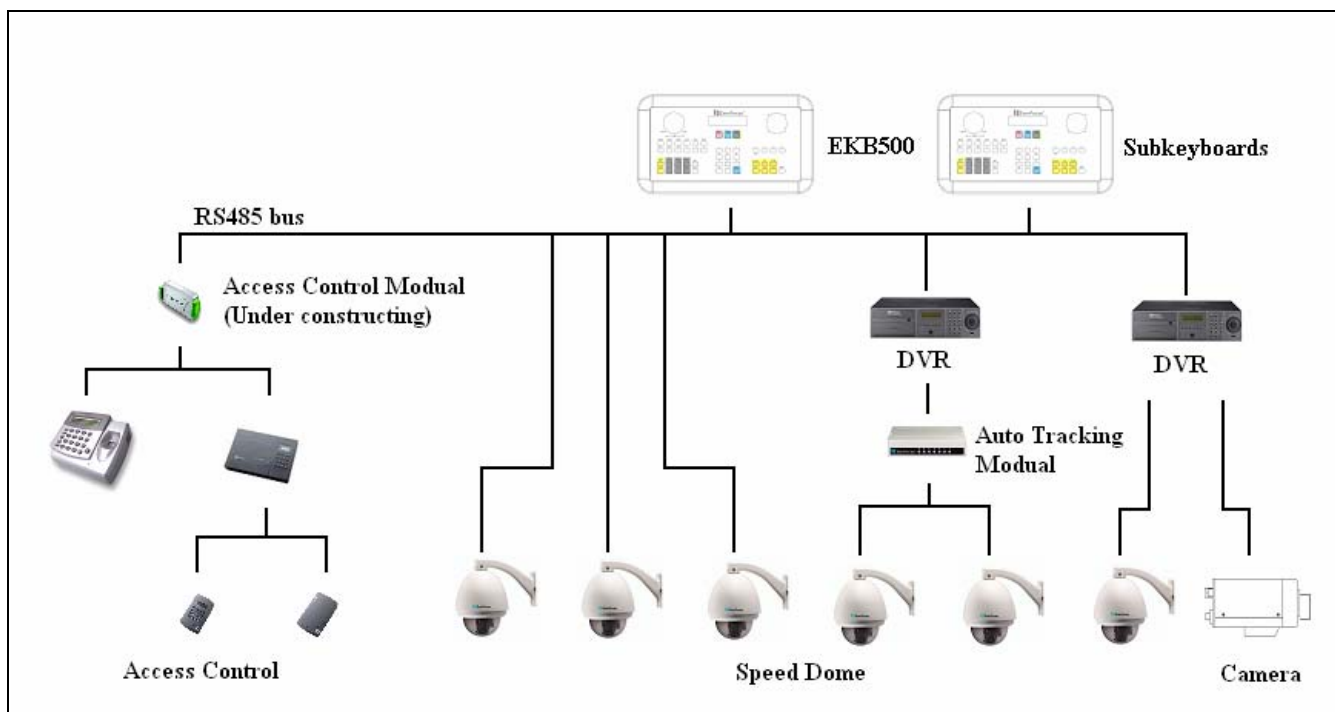 EKB500
Subkeyboards
RS485 bus
Access Control Modual
(Under constructing)
DVR
DVR
Auto Tracking
Modual
Access Control
Speed Dome
Camera